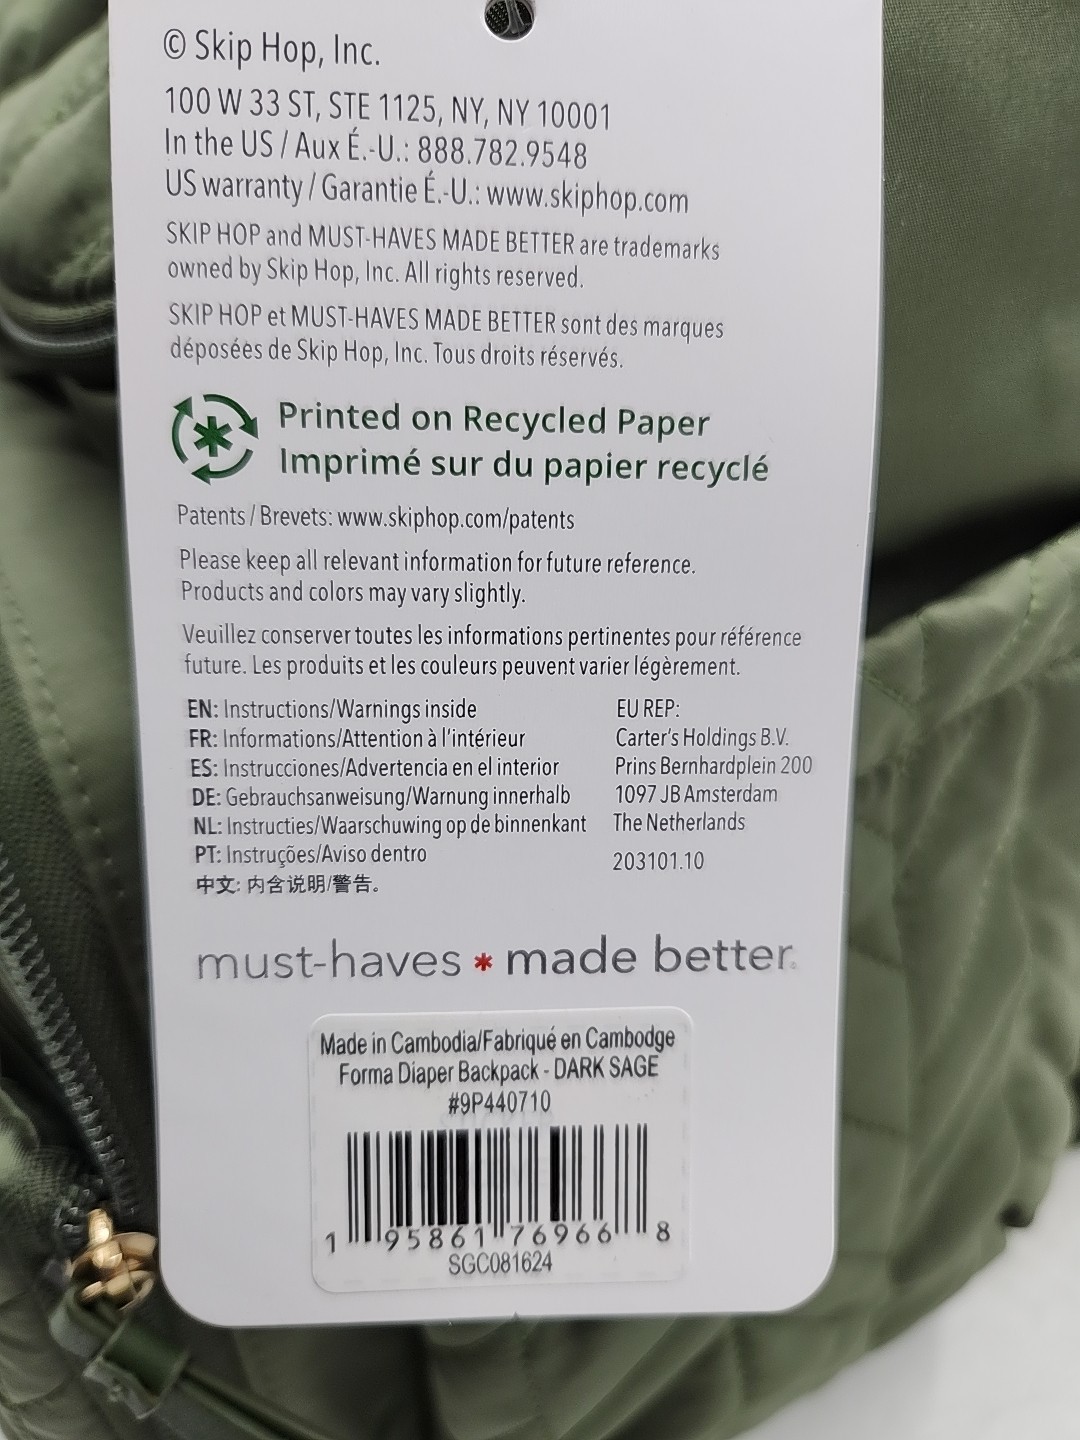 © Skip Hop, Inc.
100 W 33 ST, STE 1125, NY, NY 10001
In the US / Aux É.-U.: 888.782.9548
US warranty / Garantie É.-U.: www.skiphop.com
SKIP HOP and MUST-HAVES MADE BETTER are trademarks
owned by Skip Hop, Inc. All rights reserved.
SKIP HOP et MUST-HAVES MADE BETTER sont des marques
déposées de Skip Hop, Inc. Tous droits réservés.
Printed on Recycled Paper
Imprimé sur du papier recyclé
Patents / Brevets: www.skiphop.com/patents
Please keep all relevant information for future reference.
Products and colors may vary slightly.
Veuillez conserver toutes les informations pertinentes pour référence
future. Les produits et les couleurs peuvent varier légèrement.
EN: Instructions/Warnings inside
FR: Informations/Attention à l'intérieur
ES: Instrucciones/Advertencia en el interior
DE: Gebrauchsanweisung/Warnung innerhalb
NL: Instructies/Waarschuwing op de binnenkant
PT: Instruções/Aviso dentro
中文: 内含说明/警告。
EU REP:
Carter's Holdings B.V.
Prins Bernhardplein 200
1097 JB Amsterdam
The Netherlands
203101.10
must-haves * made better®
Made in Cambodia/Fabriqué en Cambodge
Forma Diaper Backpack - DARK SAGE
#9P440710
1 95861 76966 8
SGC081624